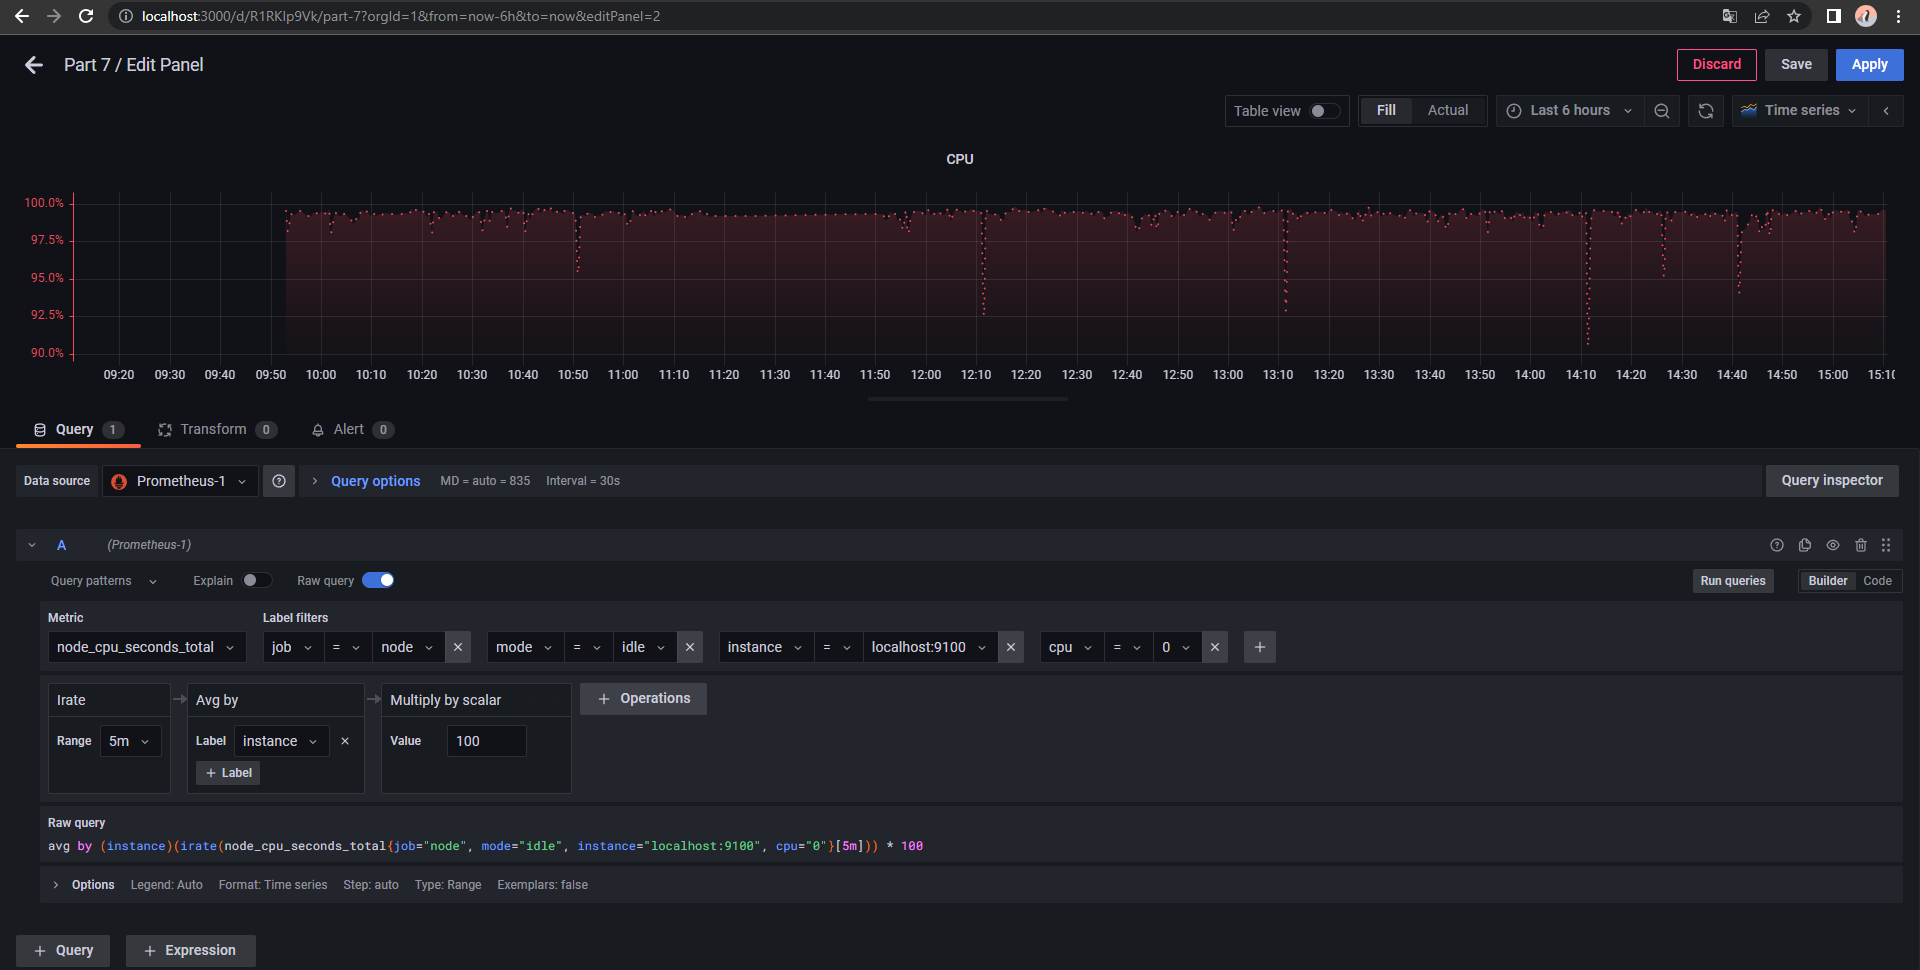 localhost:3000/d/R1RKlp9Vk/part-7?orgId=1&from=now-6h&to=now&editPanel=2
Part 7 / Edit Panel
Discard Save Apply
Table view Fill Actual Last 6 hours Time series
CPU
100.0%
97.5%
95.0%
92.5%
90.0%
09:20 09:30 09:40 09:50 10:00 10:10 10:20 10:30 10:40 10:50 11:00 11:10 11:20 11:30 11:40 11:50 12:00 12:10 12:20 12:30 12:40 12:50 13:00 13:10 13:20 13:30 13:40 13:50 14:00 14:10 14:20 14:30 14:40 14:50 15:00 15:10
Query 1 Transform 0 Alert 0
Data source Prometheus-1 Query options MD = auto = 835 Interval = 30s Query inspector
A (Prometheus-1)
Query patterns Explain Raw query Run queries Builder Code
Metric Label filters
node_cpu_seconds_total job = node mode = idle instance = localhost:9100 cpu = 0
Irate Avg by Multiply by scalar + Operations
Range 5m Label instance Value 100
+ Label
Raw query
avg by (instance)(irate(node_cpu_seconds_total{job="node", mode="idle", instance="localhost:9100", cpu="0"}[5m])) * 100
Options Legend: Auto Format: Time series Step: auto Type: Range Exemplars: false
+ Query + Expression